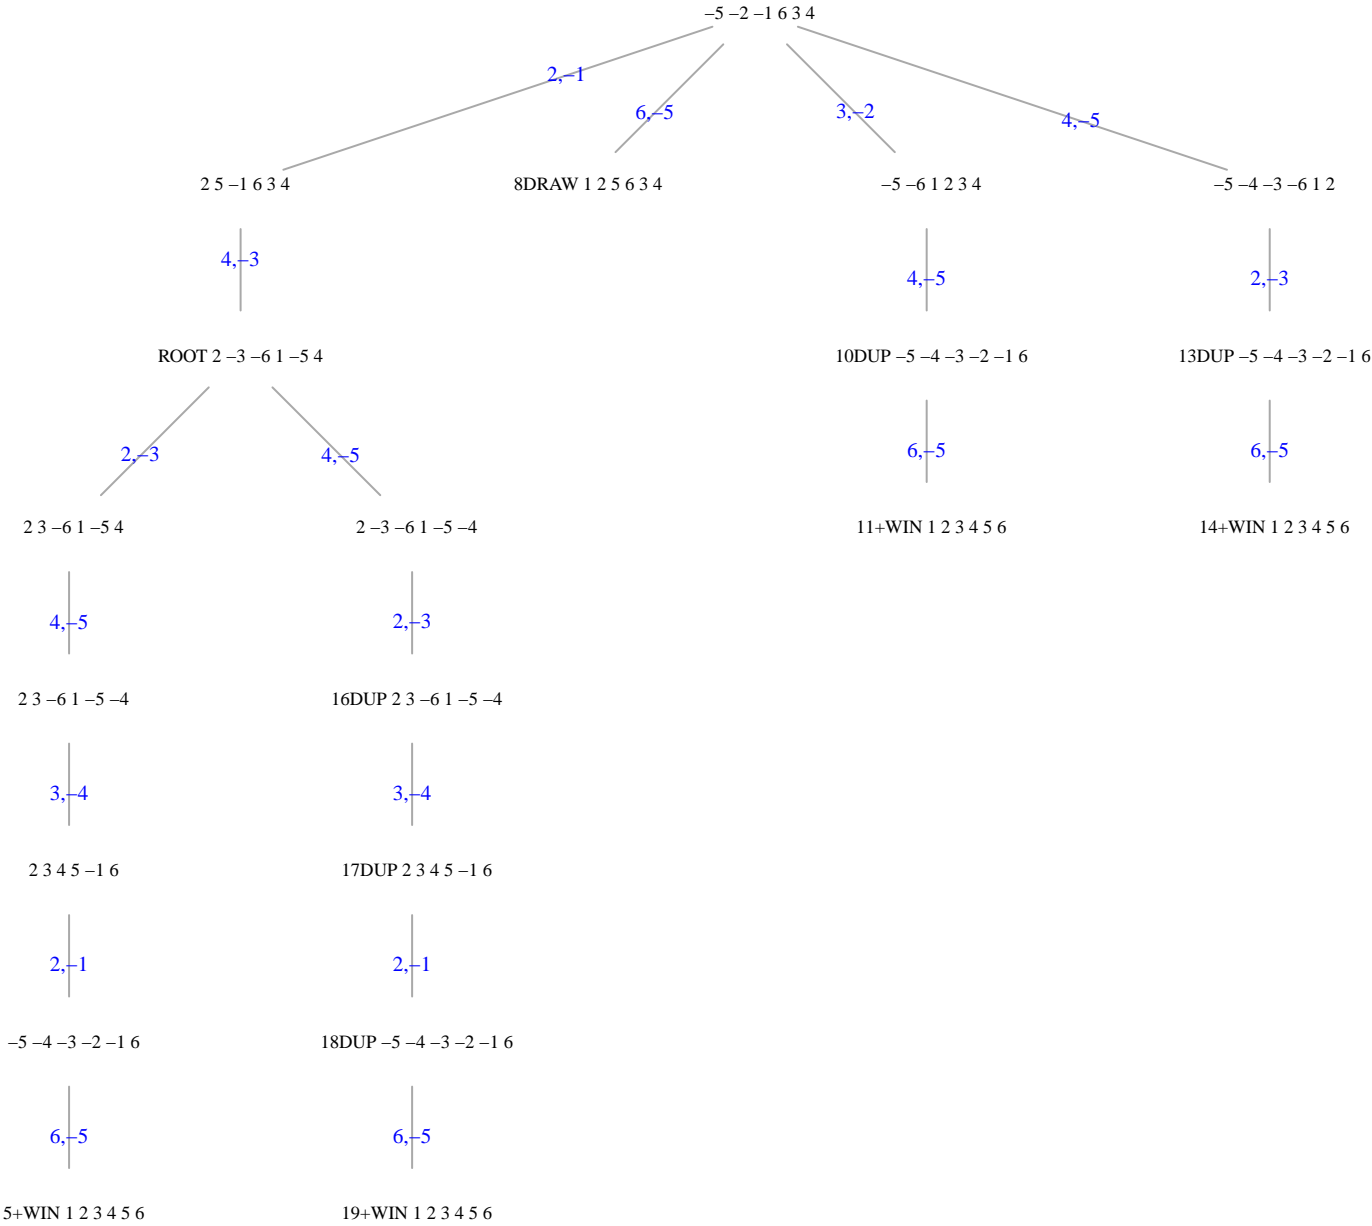 –5 –2 –1 6 3 4
2,–1
6,–5
3,–2
4,–5
2 5 –1 6 3 4
8DRAW 1 2 5 6 3 4
–5 –6 1 2 3 4
–5 –4 –3 –6 1 2
4,–3
4,–5
2,–3
ROOT 2 –3 –6 1 –5 4
10DUP –5 –4 –3 –2 –1 6
13DUP –5 –4 –3 –2 –1 6
2,–3
4,–5
6,–5
6,–5
2 3 –6 1 –5 4
2 –3 –6 1 –5 –4
11+WIN 1 2 3 4 5 6
14+WIN 1 2 3 4 5 6
4,–5
2,–3
2 3 –6 1 –5 –4
16DUP 2 3 –6 1 –5 –4
3,–4
3,–4
2 3 4 5 –1 6
17DUP 2 3 4 5 –1 6
2,–1
2,–1
–5 –4 –3 –2 –1 6
18DUP –5 –4 –3 –2 –1 6
6,–5
6,–5
5+WIN 1 2 3 4 5 6
19+WIN 1 2 3 4 5 6